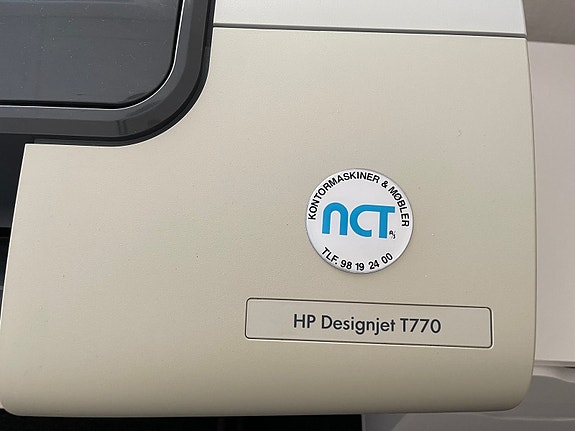 KONTORMASKINER & MØBLER
nCT A/S
TLF. 98 19 24 00
HP Designjet T770